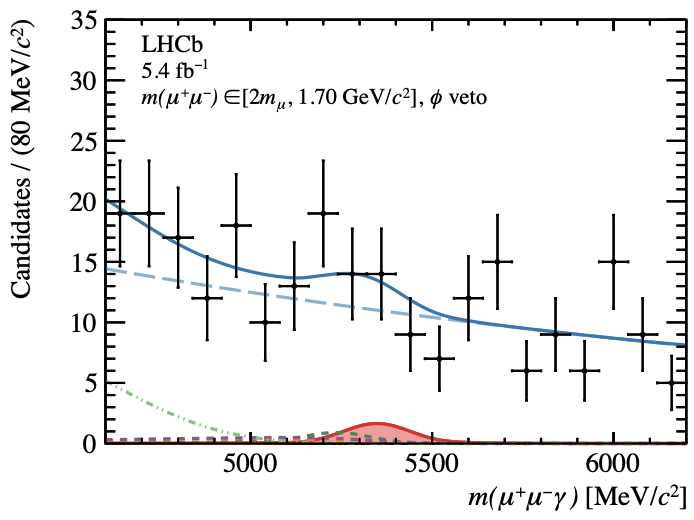 Candidates / (80 MeV/c²)
35
30
25
20
15
10
5
0
LHCb
5.4 fb⁻¹
m(μ⁺μ⁻) ∈[2m_μ, 1.70 GeV/c²], ϕ veto
5000 5500 6000
m(μ⁺μ⁻γ) [MeV/c²]